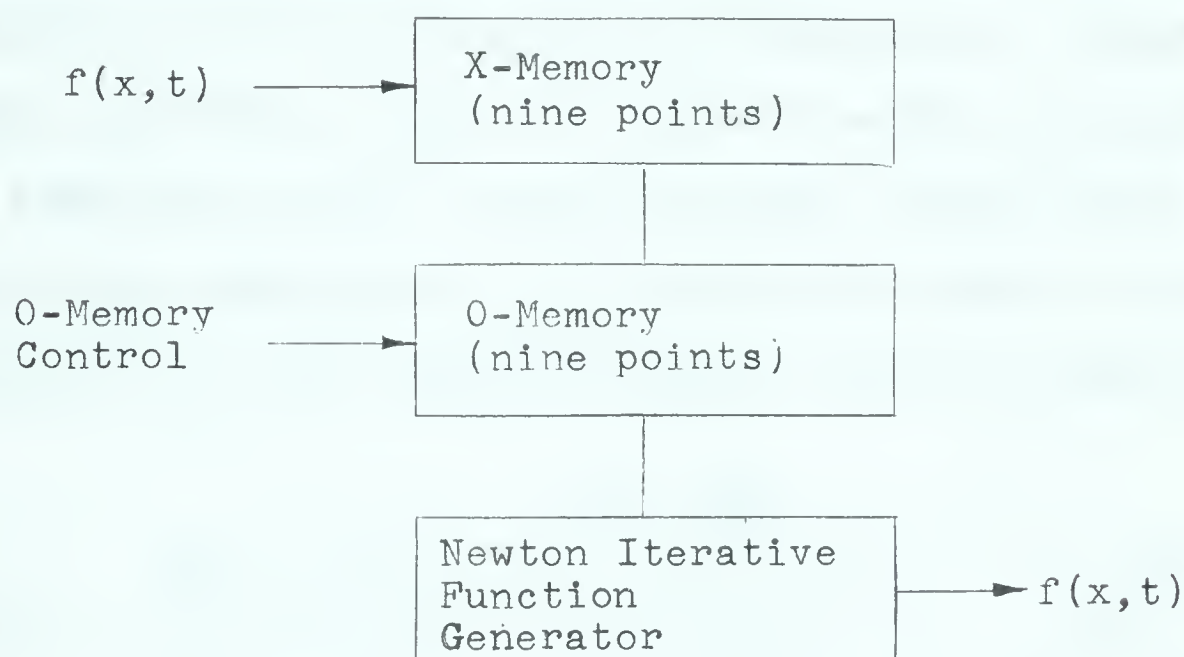 f(x,t)
X-Memory
(nine points)
O-Memory
Control
O-Memory
(nine points)
Newton Iterative
Function
Generator
f(x,t)